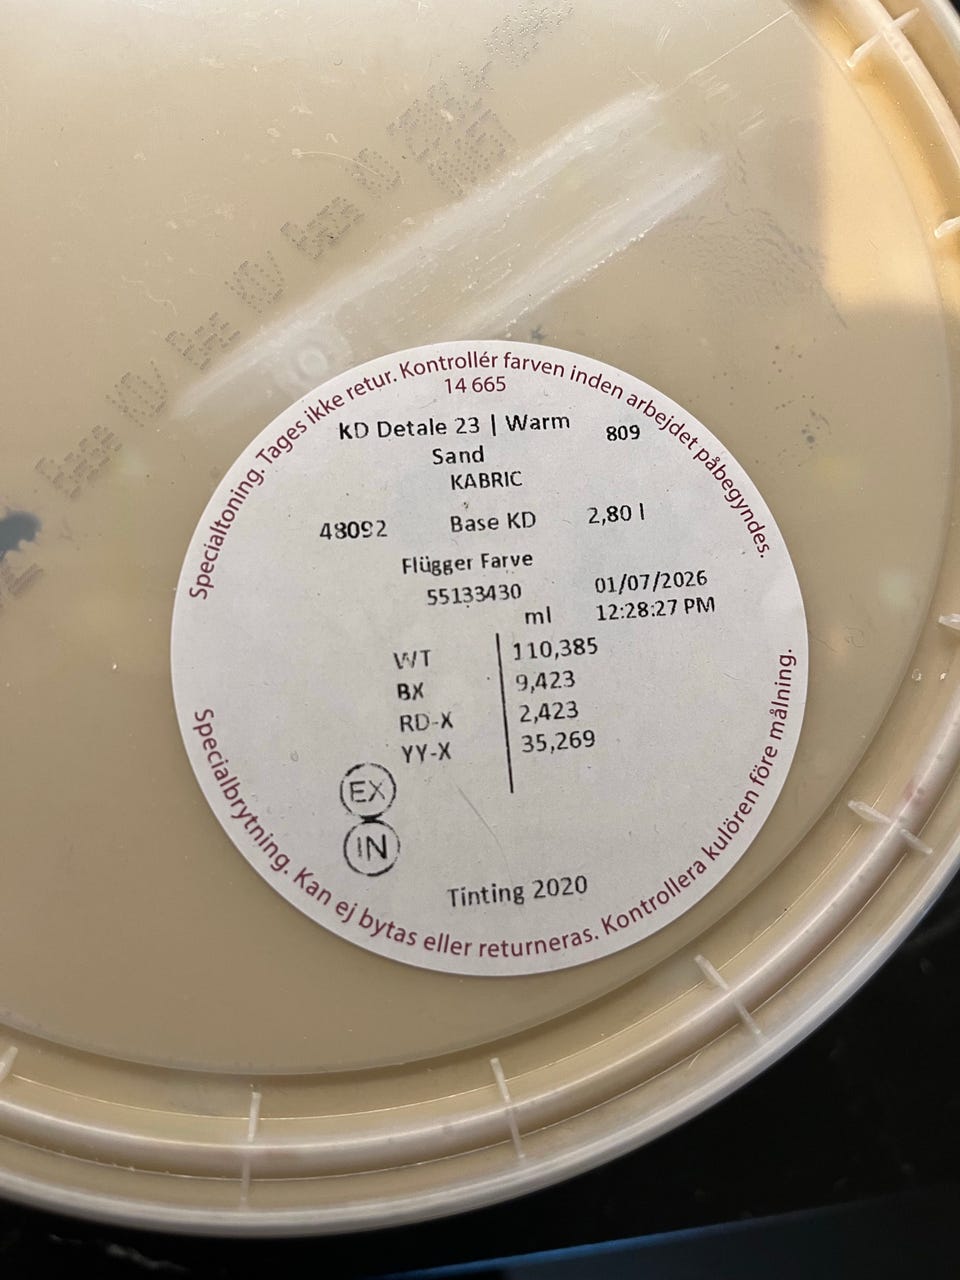 Specialtoning. Tages ikke retur. Kontrollér farven inden arbejdet påbegyndes.
14 665
KD Detale 23 | Warm Sand
809
KABRIC
48092 Base KD 2,80 l
Flügger Farve
55133430 01/07/2026
ml 12:28:27 PM
WT 110,385
BX 9,423
RD-X 2,423
YY-X 35,269
EX
IN
Tinting 2020
Specialbrytning. Kan ej bytas eller returneras. Kontrollera kulören före målning.